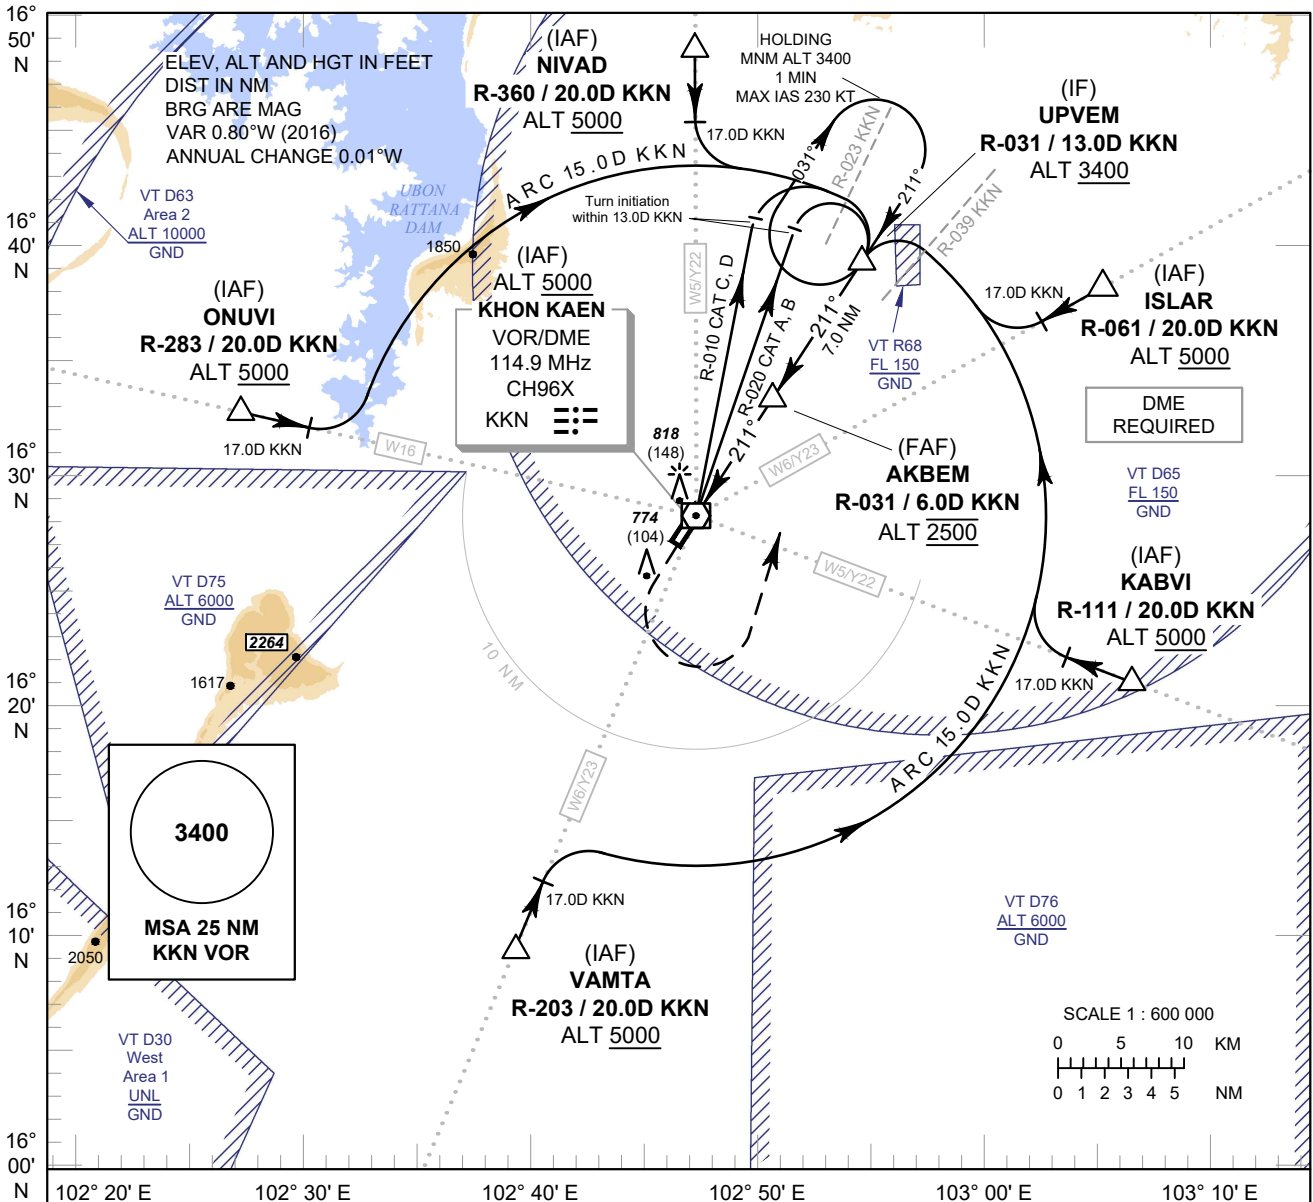 16°
50'
N
ELEV, ALT AND HGT IN FEET
DIST IN NM
BRG ARE MAG
VAR 0.80°W (2016)
ANNUAL CHANGE 0.01°W
(IAF)
NIVAD
R-360 / 20.0D KKN
ALT 5000
17.0D KKN
HOLDING
MNM ALT 3400
1 MIN
MAX IAS 230 KT
(IF)
UPVEM
R-031 / 13.0D KKN
ALT 3400
031°
R-023 KKN
211°
R-039 KKN
VT D63
Area 2
ALT 10000
GND
UBON
RATTANA
DAM
ARC 15.0D KKN
Turn initiation
within 13.0D KKN
16°
40'
N
1850
(IAF)
ALT 5000
KHON KAEN
VOR/DME
114.9 MHz
CH96X
KKN
W5/Y22
R-010 CAT C, D
R-020 CAT A, B
211°
7.0 NM
211°
VT R68
FL 150
GND
17.0D KKN
(IAF)
ISLAR
R-061 / 20.0D KKN
ALT 5000
DME
REQUIRED
(IAF)
ONUVI
R-283 / 20.0D KKN
ALT 5000
17.0D KKN
W16
818
(148)
W6/Y23
(FAF)
AKBEM
R-031 / 6.0D KKN
ALT 2500
VT D65
FL 150
GND
16°
30'
N
774
(104)
W5/Y22
(IAF)
KABVI
R-111 / 20.0D KKN
ALT 5000
17.0D KKN
VT D75
ALT 6000
GND
2264
1617
10 NM
16°
20'
N
ARC 15.0D KKN
W6/Y23
3400
MSA 25 NM
KKN VOR
17.0D KKN
(IAF)
VAMTA
R-203 / 20.0D KKN
ALT 5000
VT D76
ALT 6000
GND
16°
10'
N
2050
VT D30
West
Area 1
UNL
GND
SCALE 1 : 600 000
0 5 10 KM
0 1 2 3 4 5 NM
16°
00'
N
102° 20' E
102° 30' E
102° 40' E
102° 50' E
103° 00' E
103° 10' E